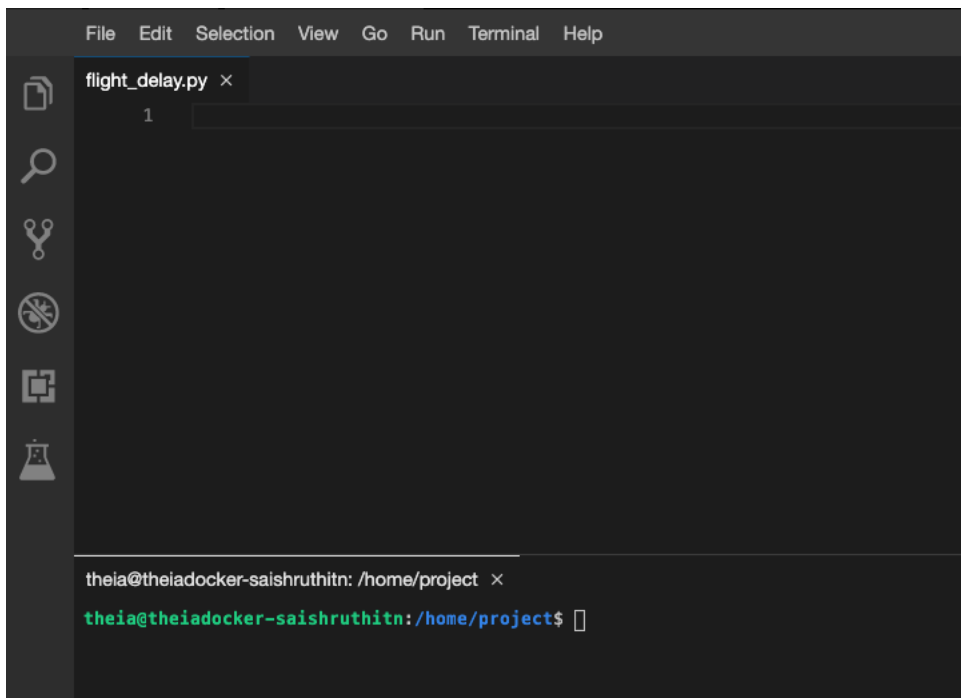 File Edit Selection View Go Run Terminal Help
flight_delay.py ×
1
theia@theiadocker-saishruthitn: /home/project ×
theia@theiadocker-saishruthitn:/home/project$